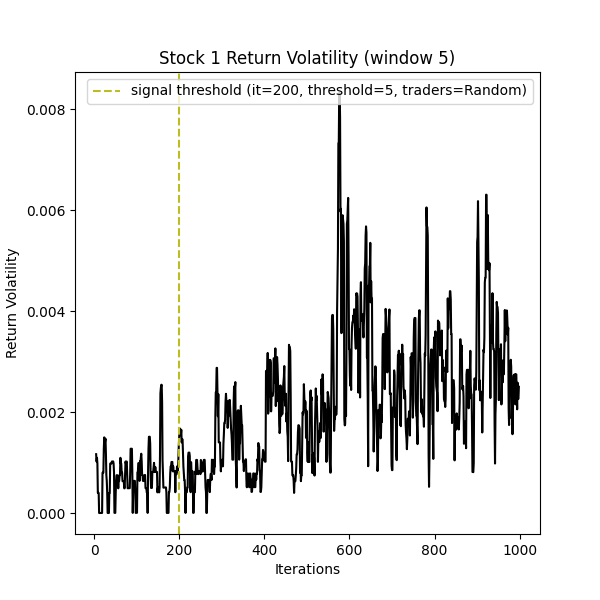 Stock 1 Return Volatility (window 5)
signal threshold (it=200, threshold=5, traders=Random)
0.008
0.006
0.004
0.002
0.000
Return Volatility
0 200 400 600 800 1000
Iterations